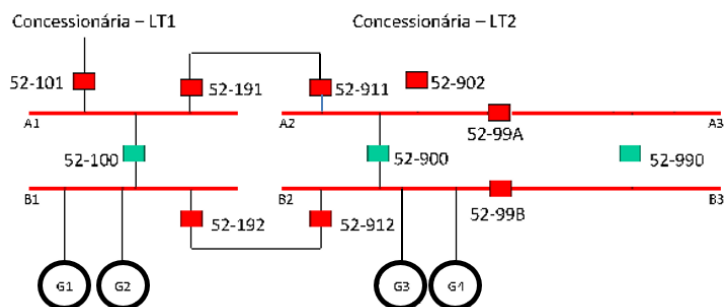 Concessionária – LT1
Concessionária – LT2
52-101
52-191
52-911
52-902
A1
A2
52-99A
A3
52-100
52-900
52-990
B1
B2
52-99B
B3
52-192
52-912
G1
G2
G3
G4